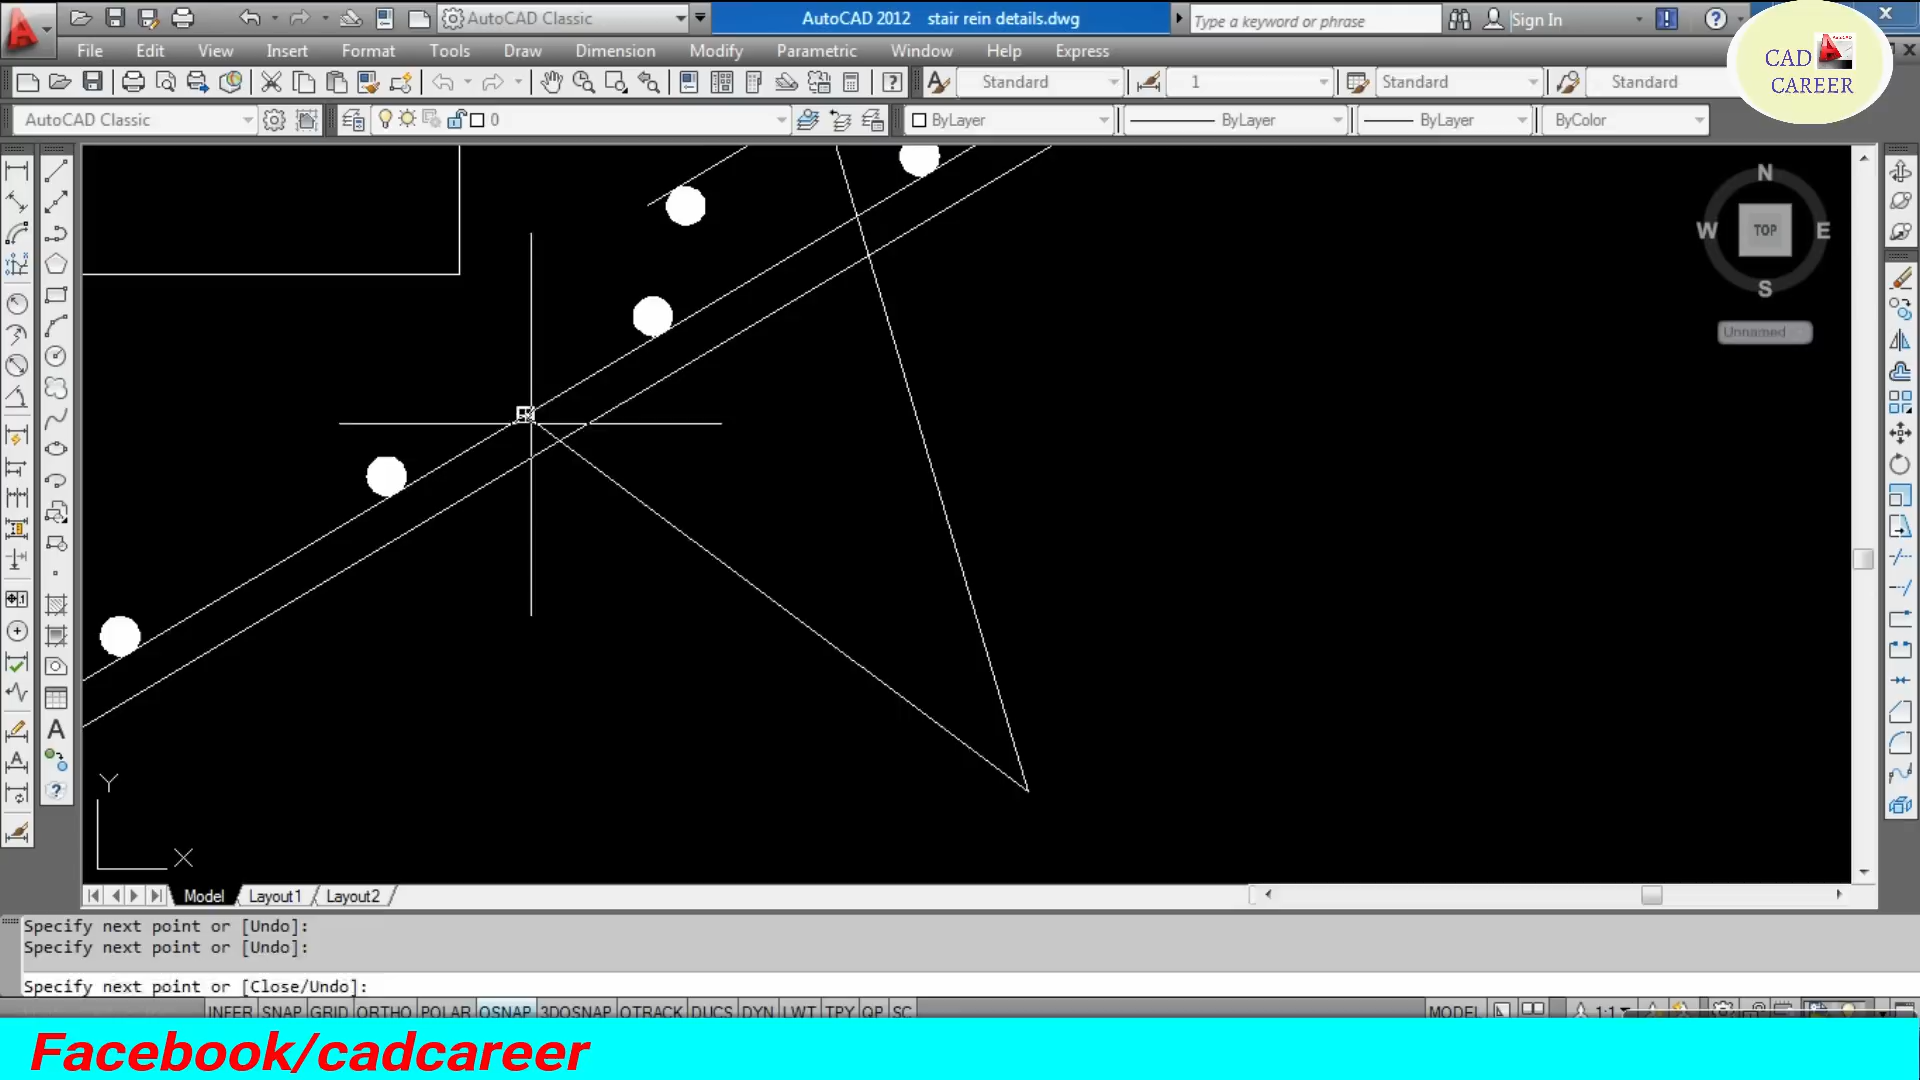 AutoCAD Classic
AutoCAD 2012 stair rein details.dwg
Type a keyword or phrase
Sign In
File Edit View Insert Format Tools Draw Dimension Modify Parametric Window Help Express
CAD
CAREER
Standard 1 Standard Standard
AutoCAD Classic 0 ByLayer ByLayer ByLayer ByColor
N
W TOP E
S
Unnamed
Y
X
Model Layout1 Layout2
Specify next point or [Undo]:
Specify next point or [Undo]:
Specify next point or [Close/Undo]:
INFER SNAP GRID ORTHO POLAR OSNAP 3DOSNAP OTRACK DUCS DYN LWT TPY QP SC MODEL 1:1
Facebook/cadcareer